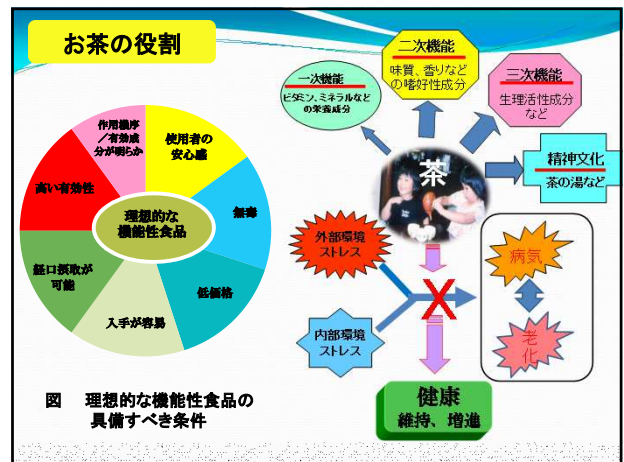 お茶の役割
作用機序
／有効成
分が明らか
使用者の
安心感
無毒
低価格
入手が容易
経口摂取が
可能
高い有効性
理想的な
機能性食品
図 理想的な機能性食品の
具備すべき条件
一次機能
ビタミン、ミネラルなど
の栄養成分
二次機能
味質、香りなど
の嗜好性成分
三次機能
生理活性成分
など
精神文化
茶の湯など
茶
外部環境
ストレス
内部環境
ストレス
病気
老
化
健康
維持、増進